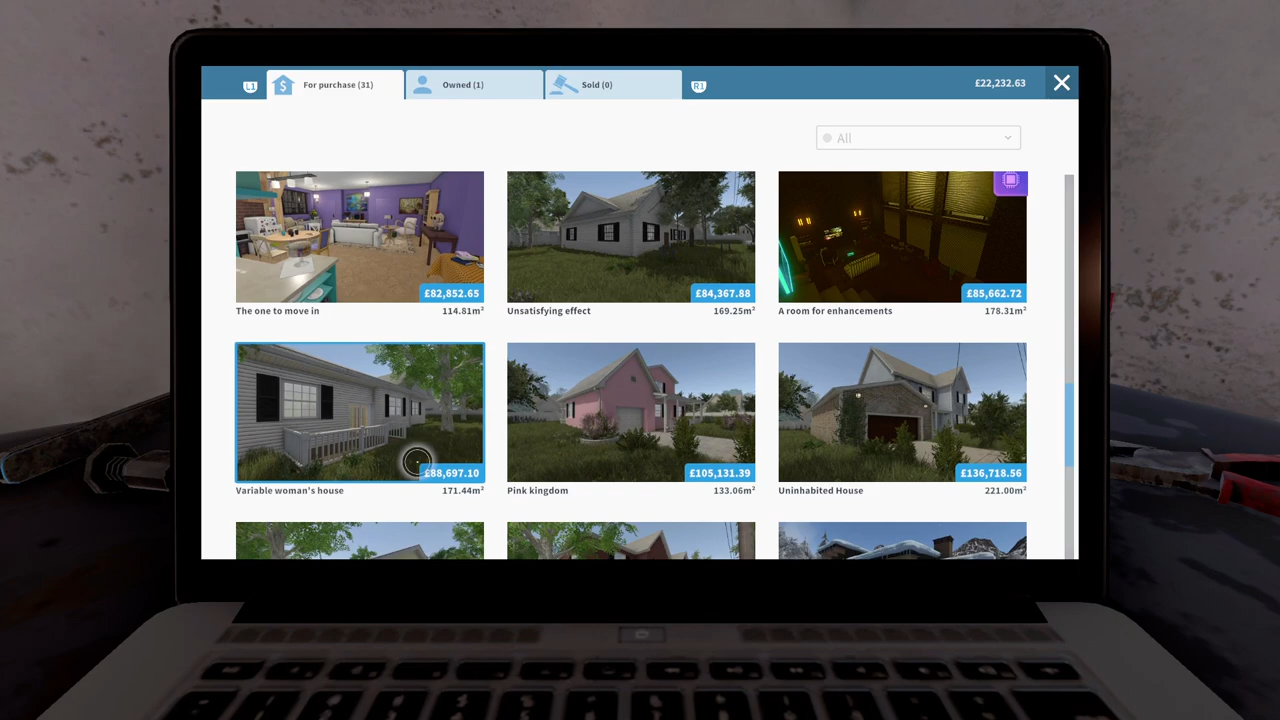 L1
For purchase (31)
Owned (1)
Sold (0)
R1
£22,232.63
All
£82,852.65
£84,367.88
£85,662.72
The one to move in
114.81m²
Unsatisfying effect
169.25m²
A room for enhancements
178.31m²
£88,697.10
£105,131.39
£136,718.56
Variable woman's house
171.44m²
Pink kingdom
133.06m²
Uninhabited House
221.00m²